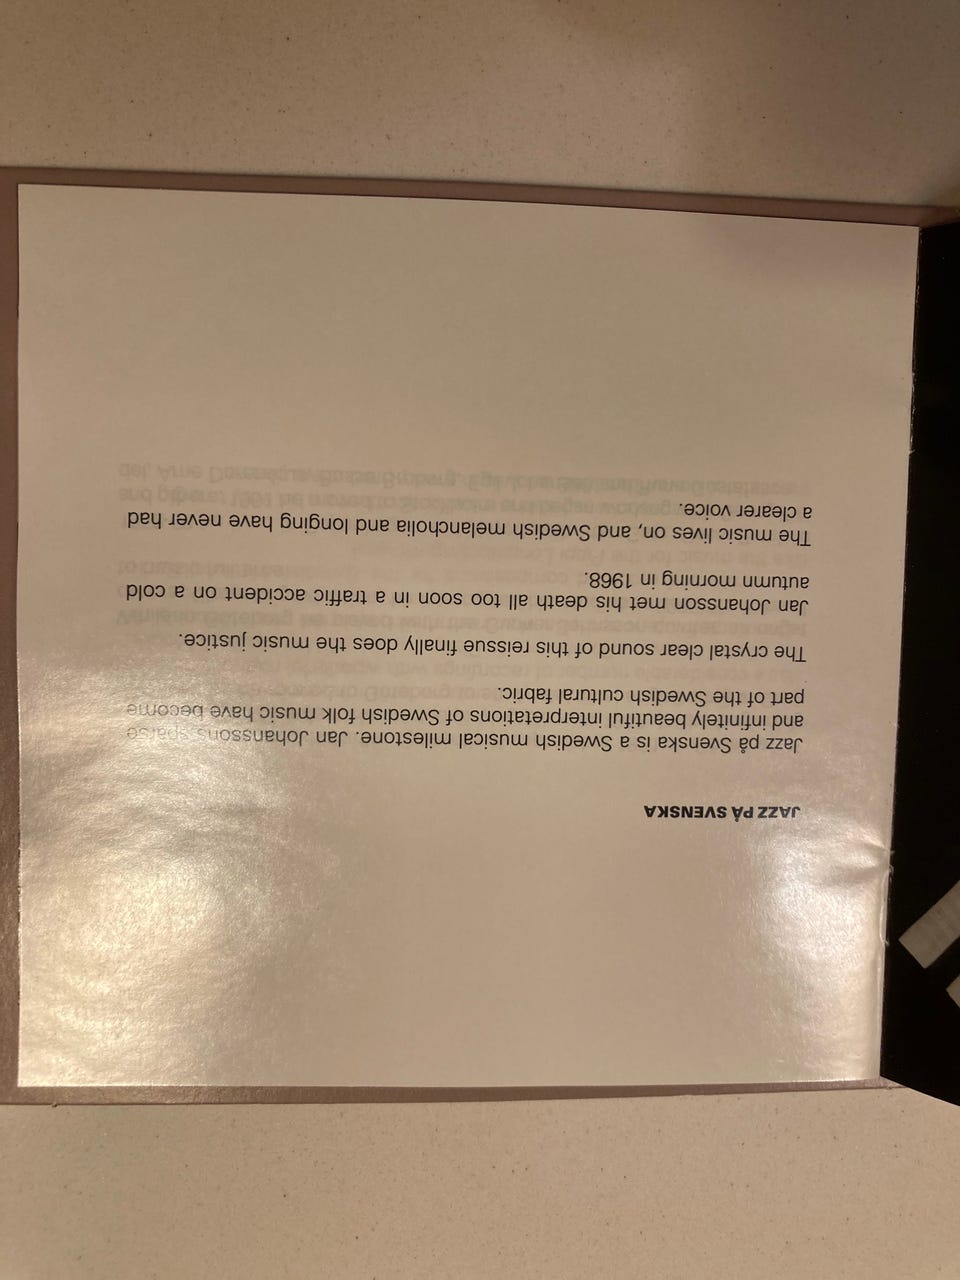 JAZZ PÅ SVENSKA
Jazz på Svenska is a Swedish musical milestone. Jan Johanssons sparse
and infinitely beautiful interpretations of Swedish folk music have become
part of the Swedish cultural fabric.
The crystal clear sound of this reissue finally does the music justice.
Jan Johansson met his death all too soon in a traffic accident on a cold
autumn morning in 1968.
The music lives on, and Swedish melancholia and longing have never had
a clearer voice.